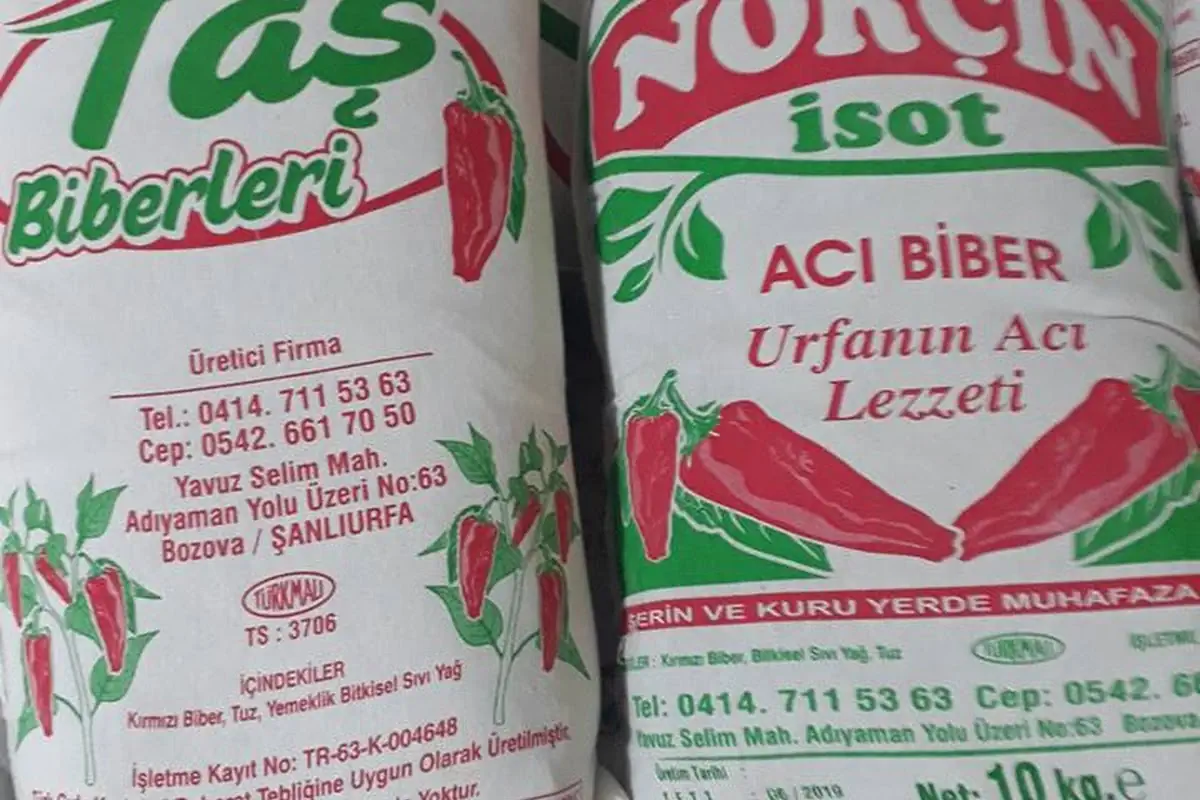 Taş
Biberleri
Üretici Firma
Tel.: 0414. 711 53 63
Cep: 0542. 661 70 50
Yavuz Selim Mah.
Adıyaman Yolu Üzeri No:63
Bozova / ŞANLIURFA
TÜRKMALI
TS : 3706
İÇİNDEKİLER
Kırmızı Biber, Tuz, Yemeklik Bitkisel Sıvı Yağ
İşletme Kayıt No: TR-63-K-004648
Tebliğine Uygun Olarak Üretilmiştir.
Yoktur.
NORÇİN
isot
ACI BİBER
Urfanın Acı
Lezzeti
SERİN VE KURU YERDE MUHAFAZA
: Kırmızı Biber, Bitkisel Sıvı Yağ, Tuz
TÜRKMALI
Tel: 0414. 711 53 63 Cep: 0542.
Yavuz Selim Mah. Adıyaman Yolu Üzeri No:63 Bozova
Üretim Tarihi :
06 / 2019
Net: 10 kg. e